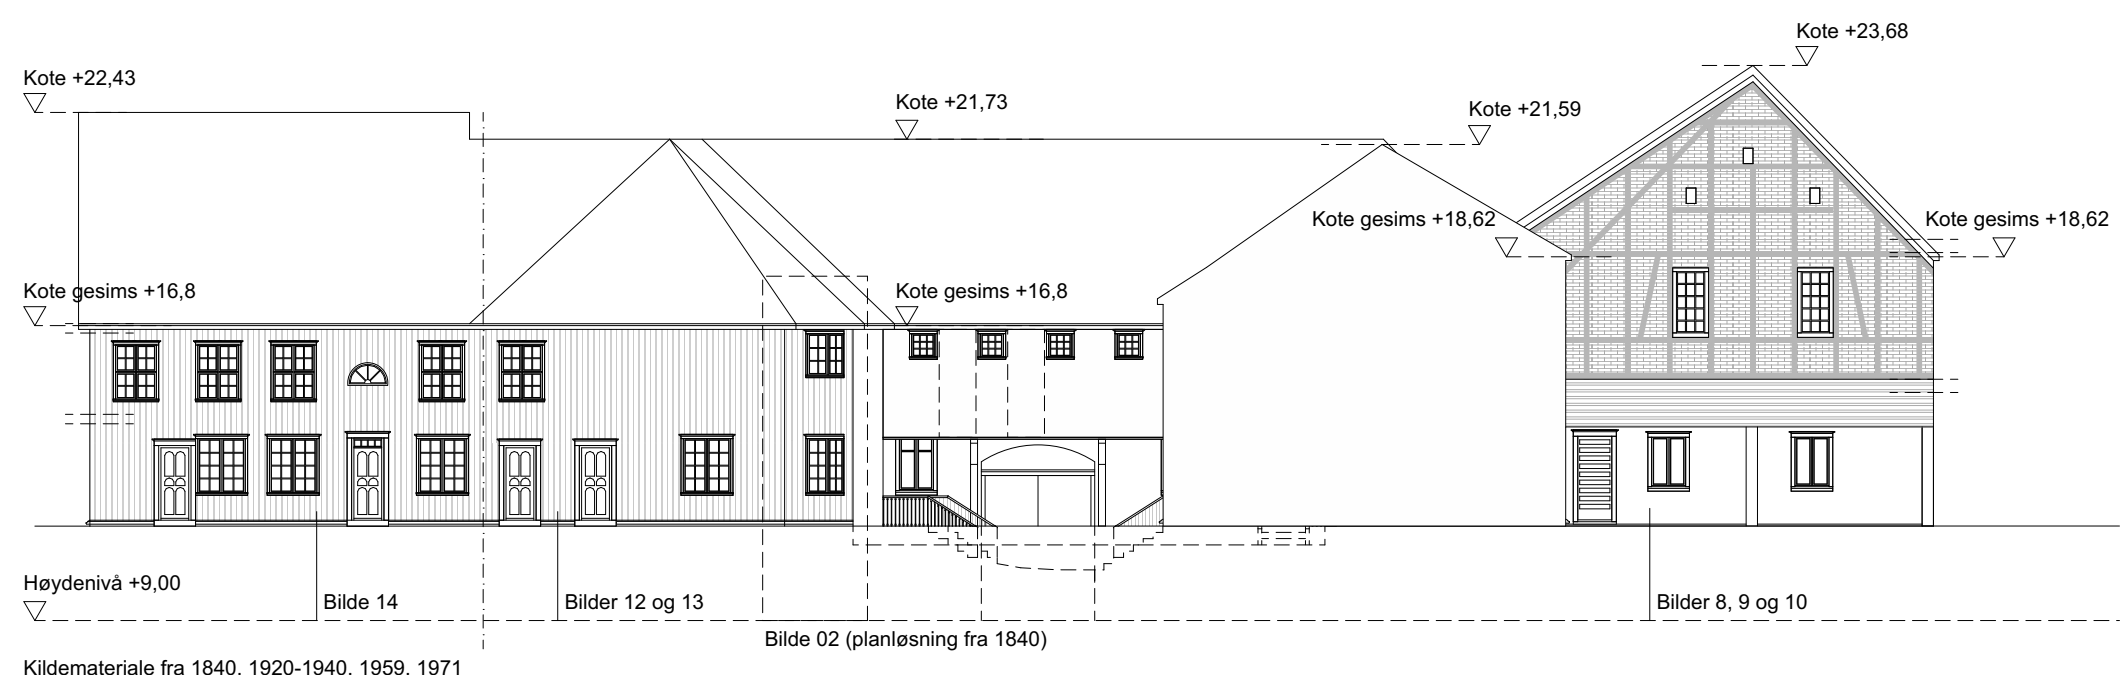 Kote +23,68
Kote +22,43
Kote +21,73
Kote +21,59
Kote gesims +18,62
Kote gesims +18,62
Kote gesims +16,8
Kote gesims +16,8
Høydenivå +9,00
Bilde 14
Bilder 12 og 13
Bilder 8, 9 og 10
Bilde 02 (planløsning fra 1840)
Kildemateriale fra 1840, 1920-1940, 1959, 1971